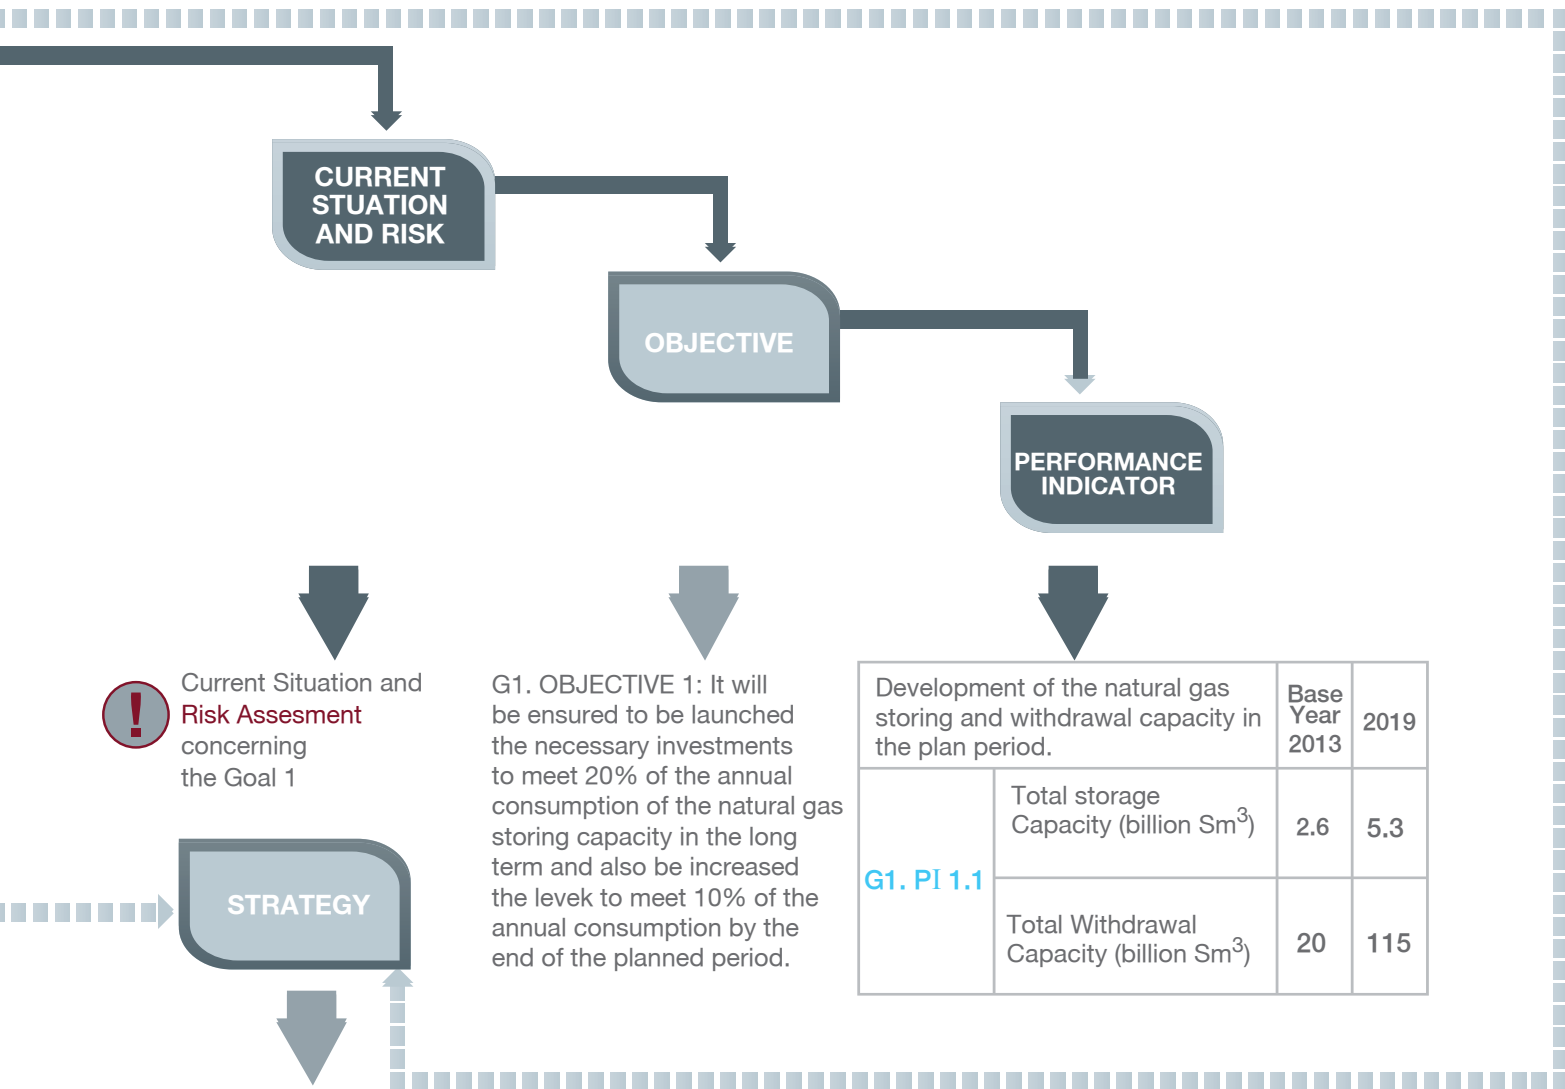 CURRENT
STUATION
AND RISK
OBJECTIVE
PERFORMANCE
INDICATOR
!
Current Situation and
Risk Assesment
concerning
the Goal 1
STRATEGY
G1. OBJECTIVE 1: It will
be ensured to be launched
the necessary investments
to meet 20% of the annual
consumption of the natural gas
storing capacity in the long
term and also be increased
the levek to meet 10% of the
annual consumption by the
end of the planned period.
Development of the natural gas
storing and withdrawal capacity in
the plan period.
Base
Year
2013
2019
G1. PI 1.1
Total storage
Capacity (billion Sm³)
2.6
5.3
Total Withdrawal
Capacity (billion Sm³)
20
115